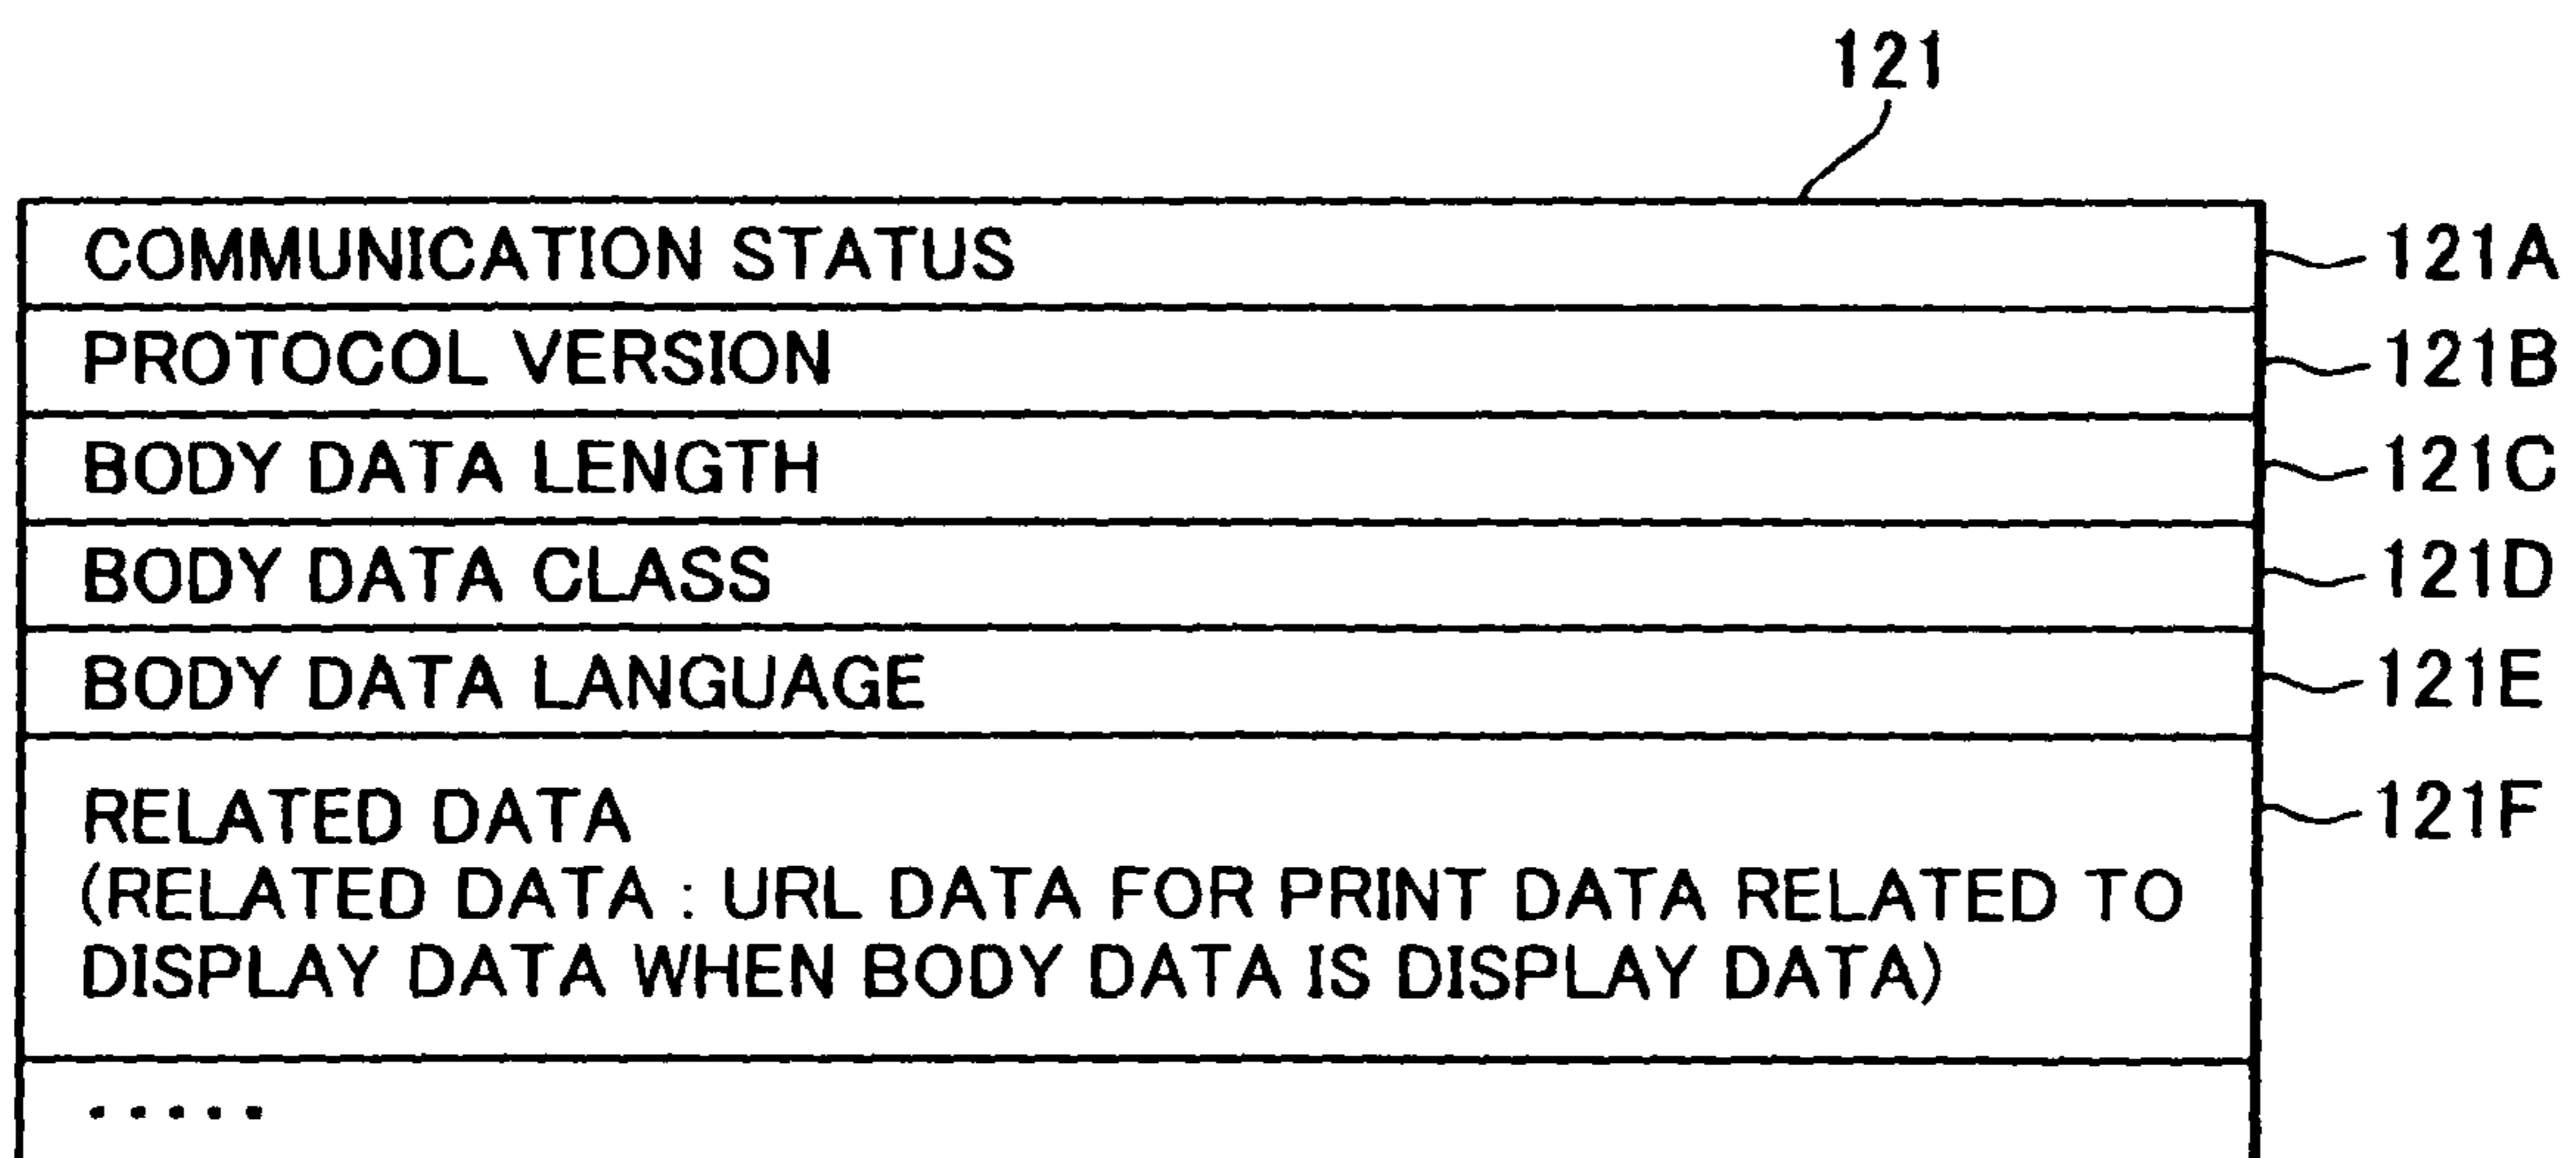 121
COMMUNICATION STATUS 121A
PROTOCOL VERSION 121B
BODY DATA LENGTH 121C
BODY DATA CLASS 121D
BODY DATA LANGUAGE 121E
RELATED DATA 121F
(RELATED DATA : URL DATA FOR PRINT DATA RELATED TO
DISPLAY DATA WHEN BODY DATA IS DISPLAY DATA)
·····